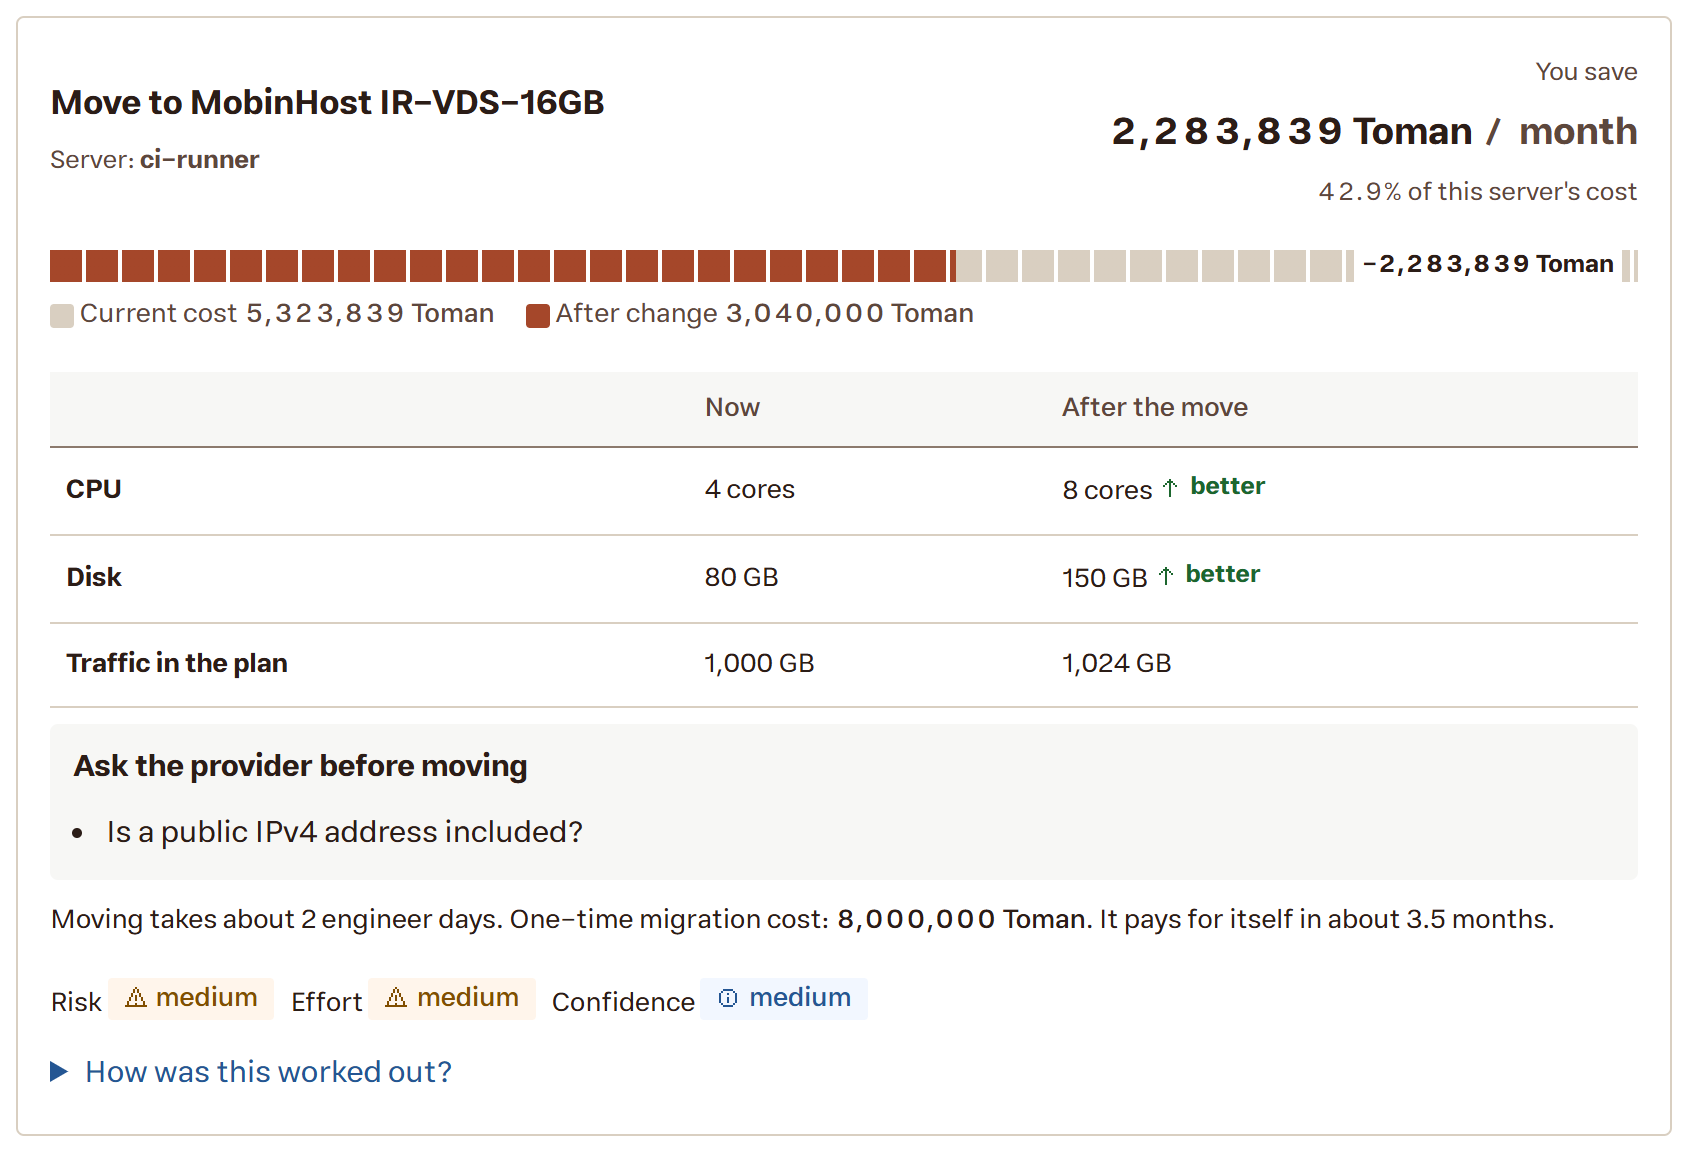 Move to MobinHost IR-VDS-16GB
Server: ci-runner
You save
2,283,839 Toman / month
42.9% of this server's cost
-2,283,839 Toman
Current cost 5,323,839 Toman After change 3,040,000 Toman
Now After the move
CPU 4 cores 8 cores ↑ better
Disk 80 GB 150 GB ↑ better
Traffic in the plan 1,000 GB 1,024 GB
Ask the provider before moving
• Is a public IPv4 address included?
Moving takes about 2 engineer days. One-time migration cost: 8,000,000 Toman. It pays for itself in about 3.5 months.
Risk medium Effort medium Confidence medium
How was this worked out?